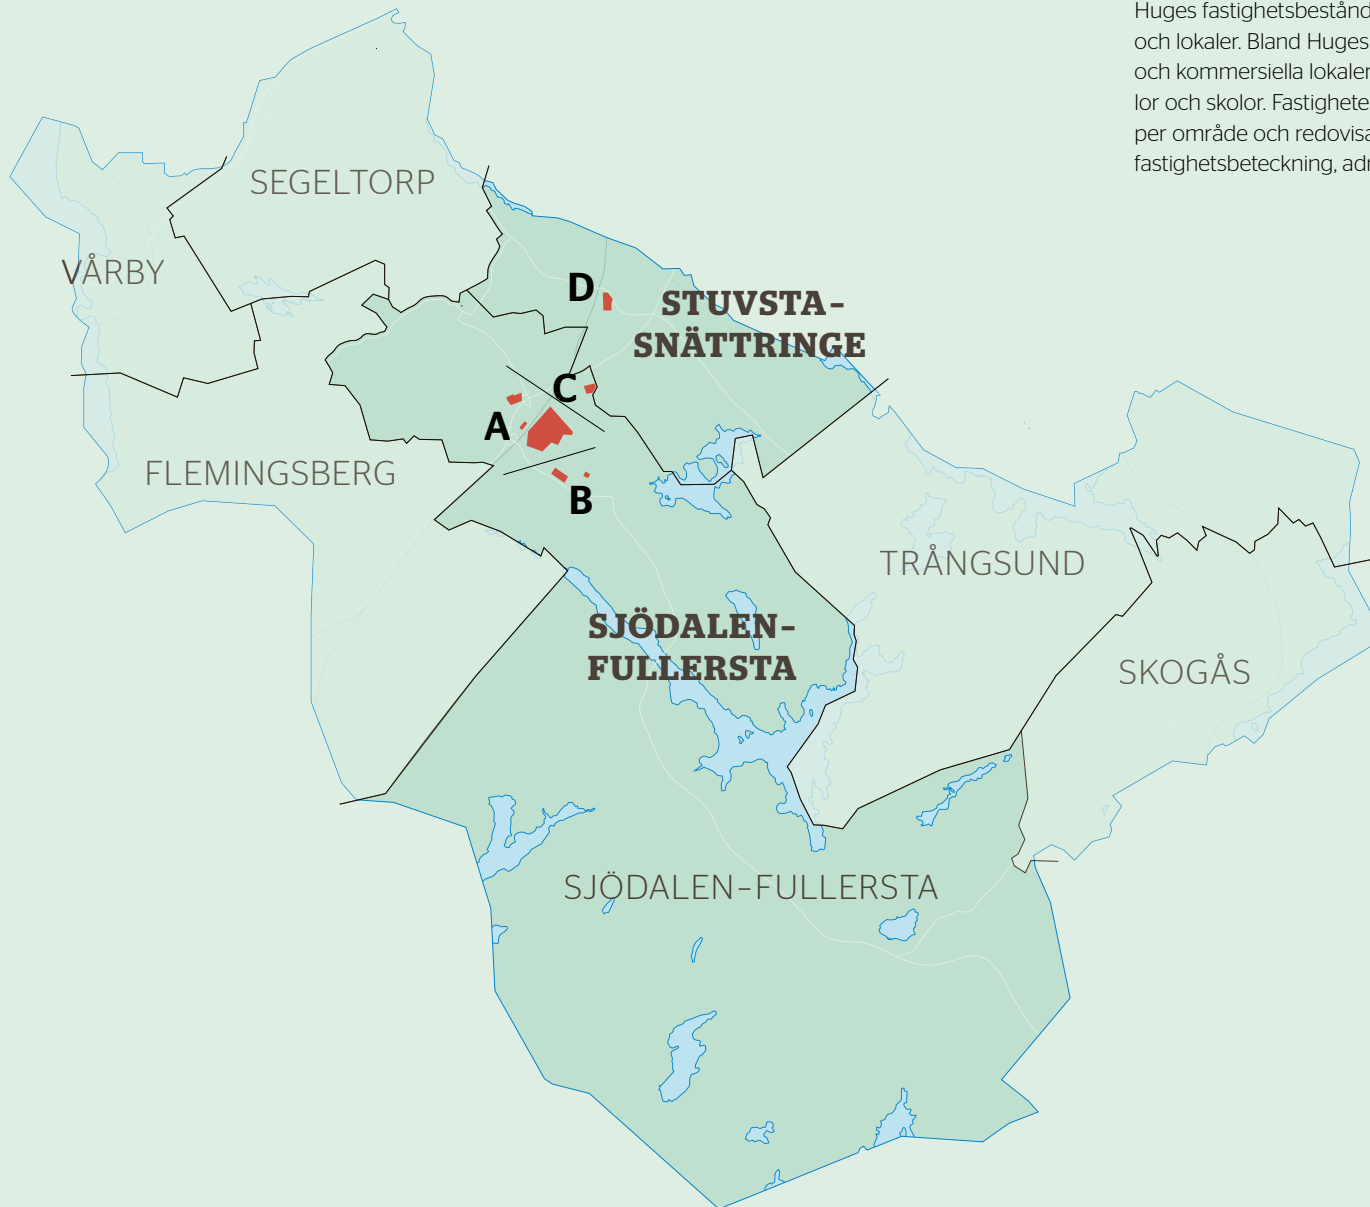 Huges fastighetsbestånd
och lokaler. Bland Huges
och kommersiella lokaler
lor och skolor. Fastighete
per område och redovisa
fastighetsbeteckning, adr
SEGELTORP
VÅRBY
D
STUVSTA-
SNÄTTRINGE
C
A
FLEMINGSBERG
B
TRÅNGSUND
SJÖDALEN-
FULLERSTA
SKOGÅS
SJÖDALEN-FULLERSTA